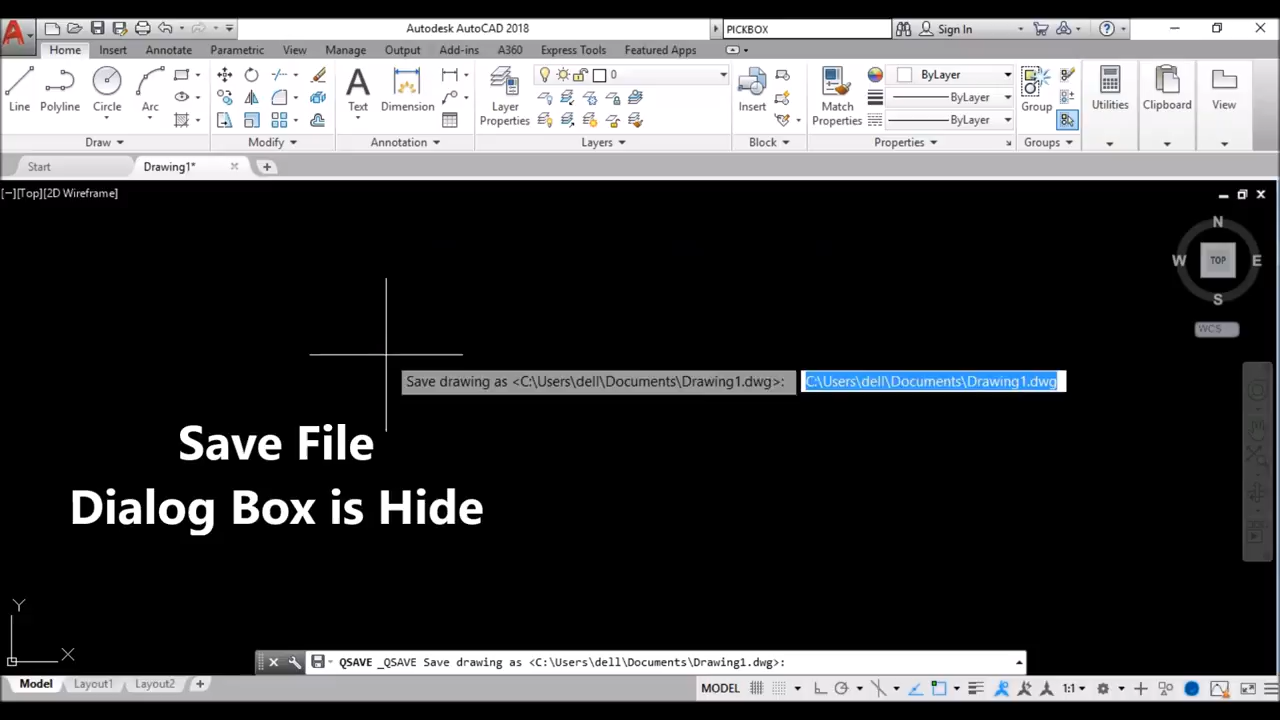 Autodesk AutoCAD 2018
PICKBOX
Sign In
Home Insert Annotate Parametric View Manage Output Add-ins A360 Express Tools Featured Apps
Line Polyline Circle Arc Text Dimension Layer Properties 0 Insert Match Properties ByLayer ByLayer ByLayer Group Utilities Clipboard View
Draw Modify Annotation Layers Block Properties Groups
Start Drawing1*
[−][Top][2D Wireframe]
N
W TOP E
S
WCS
Save drawing as <C:\Users\dell\Documents\Drawing1.dwg>: C:\Users\dell\Documents\Drawing1.dwg
Save File
Dialog Box is Hide
Y
X
QSAVE _QSAVE Save drawing as <C:\Users\dell\Documents\Drawing1.dwg>:
Model Layout1 Layout2 MODEL 1:1